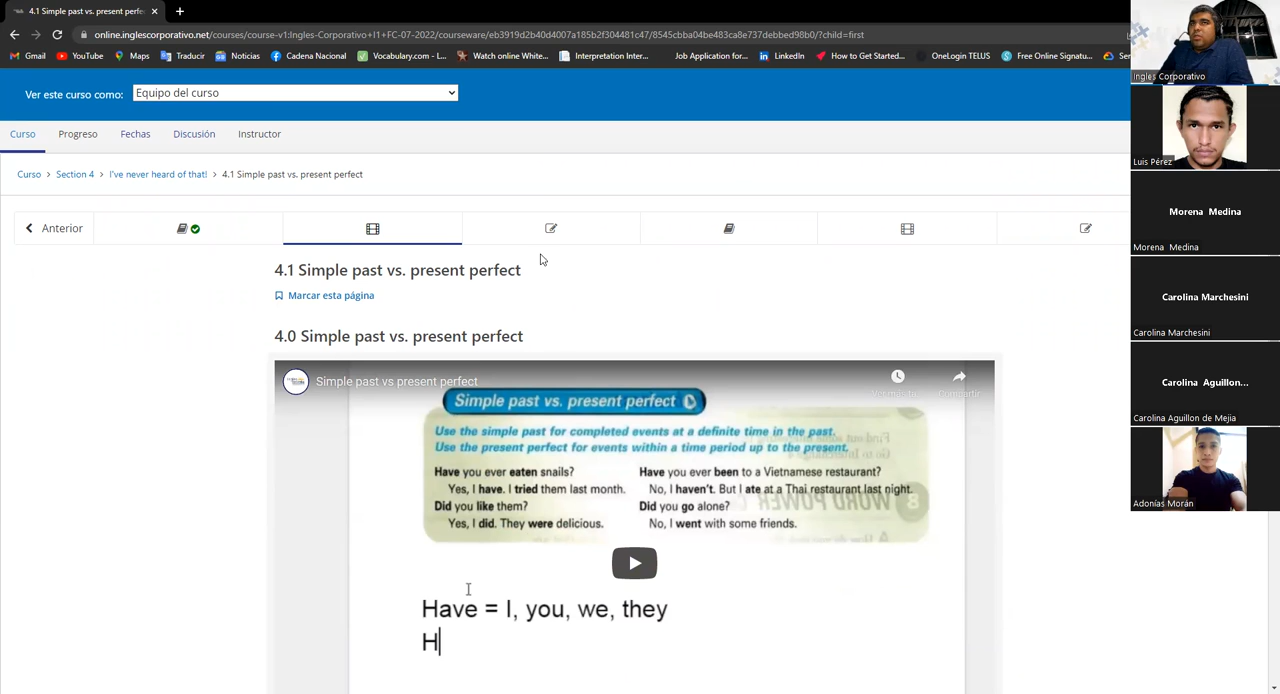 4.1 Simple past vs. present perfe
online.inglescorporativo.net/courses/course-v1:Ingles-Corporativo+I1+FC-07-2022/courseware/eb3919d2b40d4007a185b2f304481c47/8545cbba04be483ca8e737debbed98b0/?child=first
Gmail YouTube Maps Traducir Noticias Cadena Nacional Vocabulary.com - L... Watch online White... Interpretation Inter... Job Application for... LinkedIn How to Get Started... OneLogin TELUS Free Online Signatu... Ser
Ver este curso como: Equipo del curso
Curso Progreso Fechas Discusión Instructor
Curso > Section 4 > I've never heard of that! > 4.1 Simple past vs. present perfect
Anterior
4.1 Simple past vs. present perfect
Marcar esta página
4.0 Simple past vs. present perfect
Simple past vs present perfect
Compartir
Simple past vs. present perfect
Use the simple past for completed events at a definite time in the past.
Use the present perfect for events within a time period up to the present.
Have you ever eaten snails?
Yes, I have. I tried them last month.
Did you like them?
Yes, I did. They were delicious.
Have you ever been to a Vietnamese restaurant?
No, I haven't. But I ate at a Thai restaurant last night.
Did you go alone?
No, I went with some friends.
Have = I, you, we, they
H
Ingles Corporativo
Luis Pérez
Morena Medina
Morena Medina
Carolina Marchesini
Carolina Marchesini
Carolina Aguillon...
Carolina Aguillon de Mejia
Adonías Morán